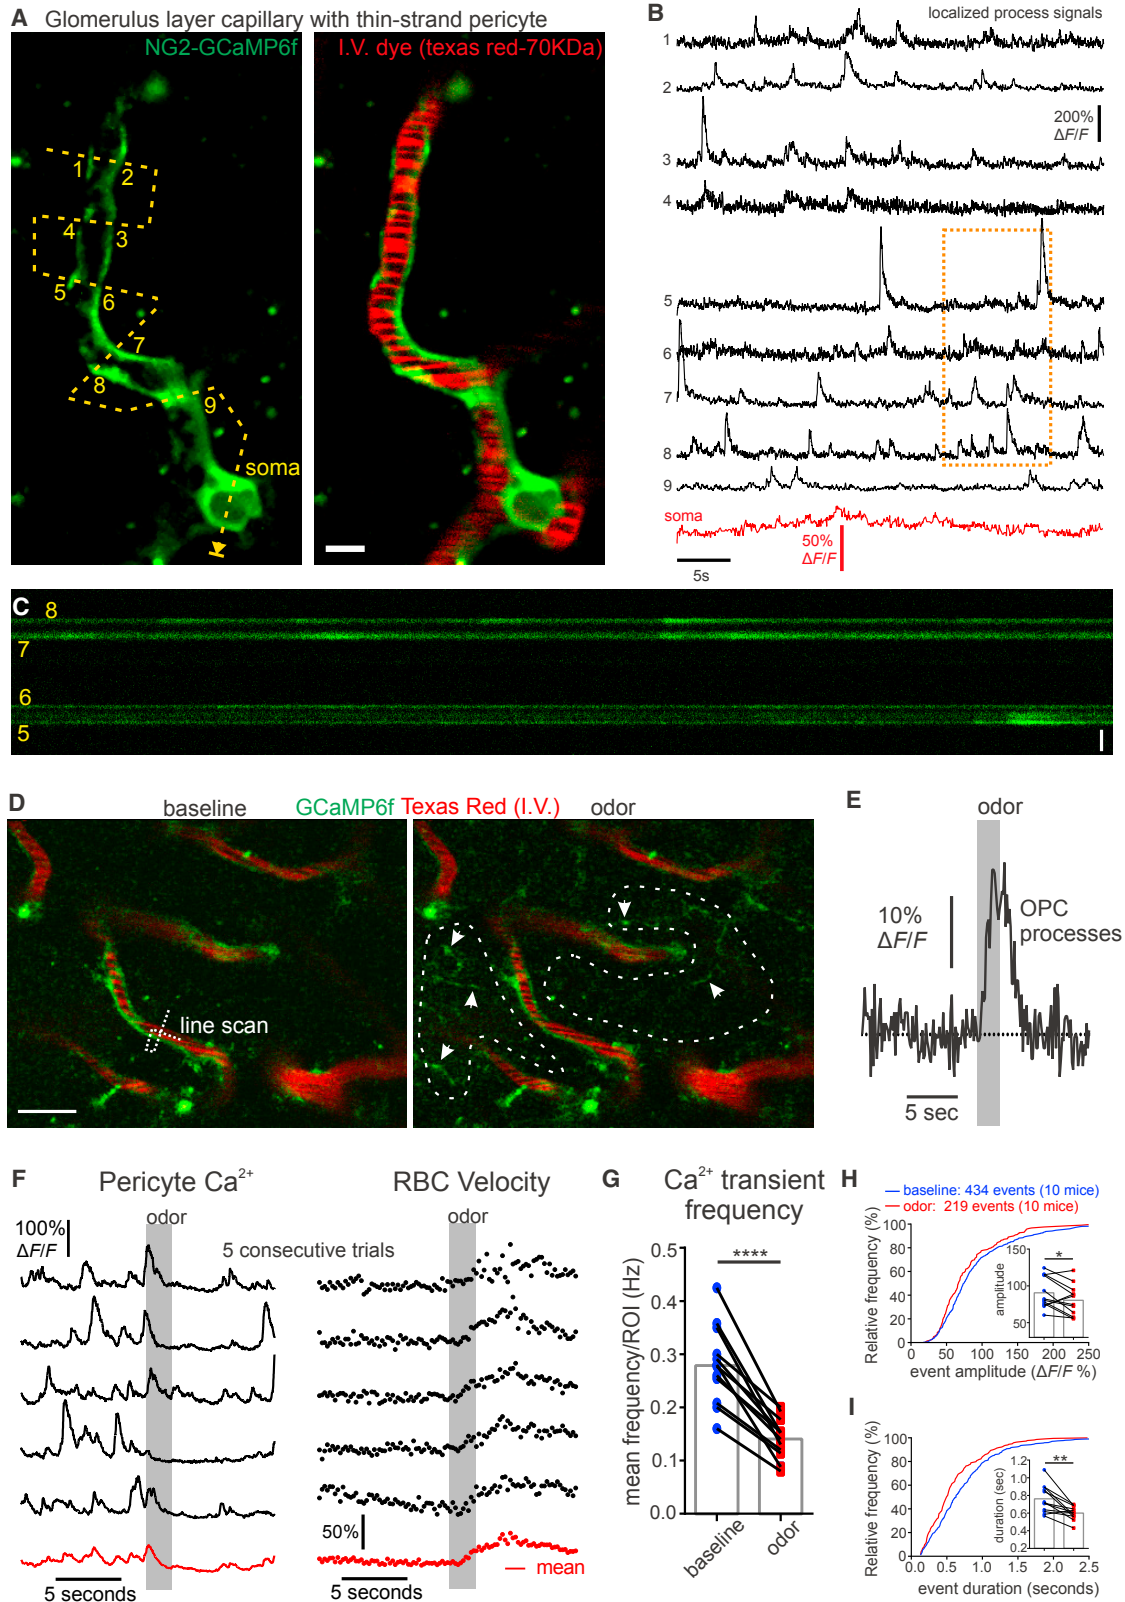 A Glomerulus layer capillary with thin-strand pericyte
NG2-GCaMP6f
I.V. dye (texas red-70KDa)
1
2
3
4
5
6
7
8
9
soma
B
localized process signals
1
2
200%
ΔF/F
3
4
5
6
7
8
9
soma
50%
ΔF/F
5s
C
8
7
6
5
D
baseline
GCaMP6f Texas Red (I.V.)
odor
line scan
E
odor
10%
ΔF/F
OPC
processes
5 sec
F
Pericyte Ca²⁺
RBC Velocity
odor
odor
100%
ΔF/F
5 consecutive trials
50%
mean
5 seconds
5 seconds
G
Ca²⁺ transient
frequency
****
mean frequency/ROI (Hz)
0.5
0.4
0.3
0.2
0.1
0.0
baseline
odor
H
baseline: 434 events (10 mice)
odor: 219 events (10 mice)
Relative frequency (%)
100
80
60
40
20
0
0
50
100
150
200
250
event amplitude (ΔF/F %)
amplitude
150
100
50
*
I
Relative frequency (%)
100
80
60
40
20
0
0
0.5
1.0
1.5
2.0
2.5
event duration (seconds)
duration (sec)
1.2
1.0
0.8
0.6
0.4
0.2
**